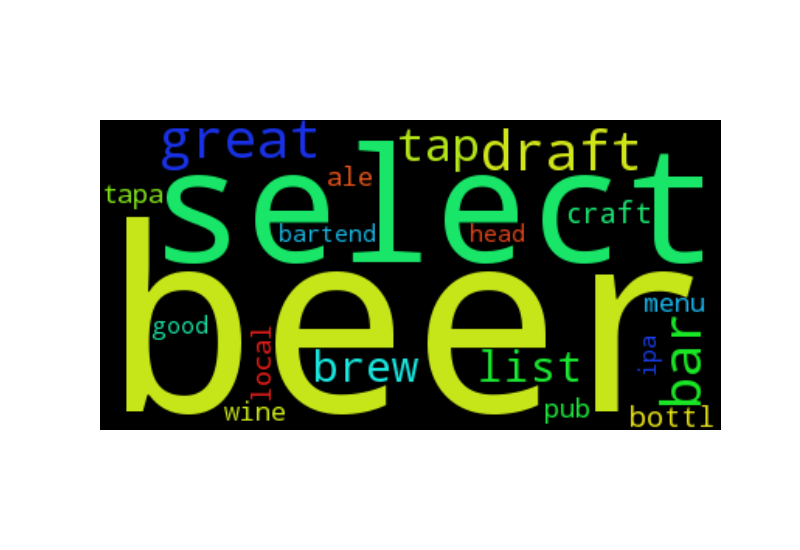 great
tap
draft
select
ale
tapa
craft
bartend
head
beer
menu
good
local
ipa
bar
brew
list
wine
pub
bottl